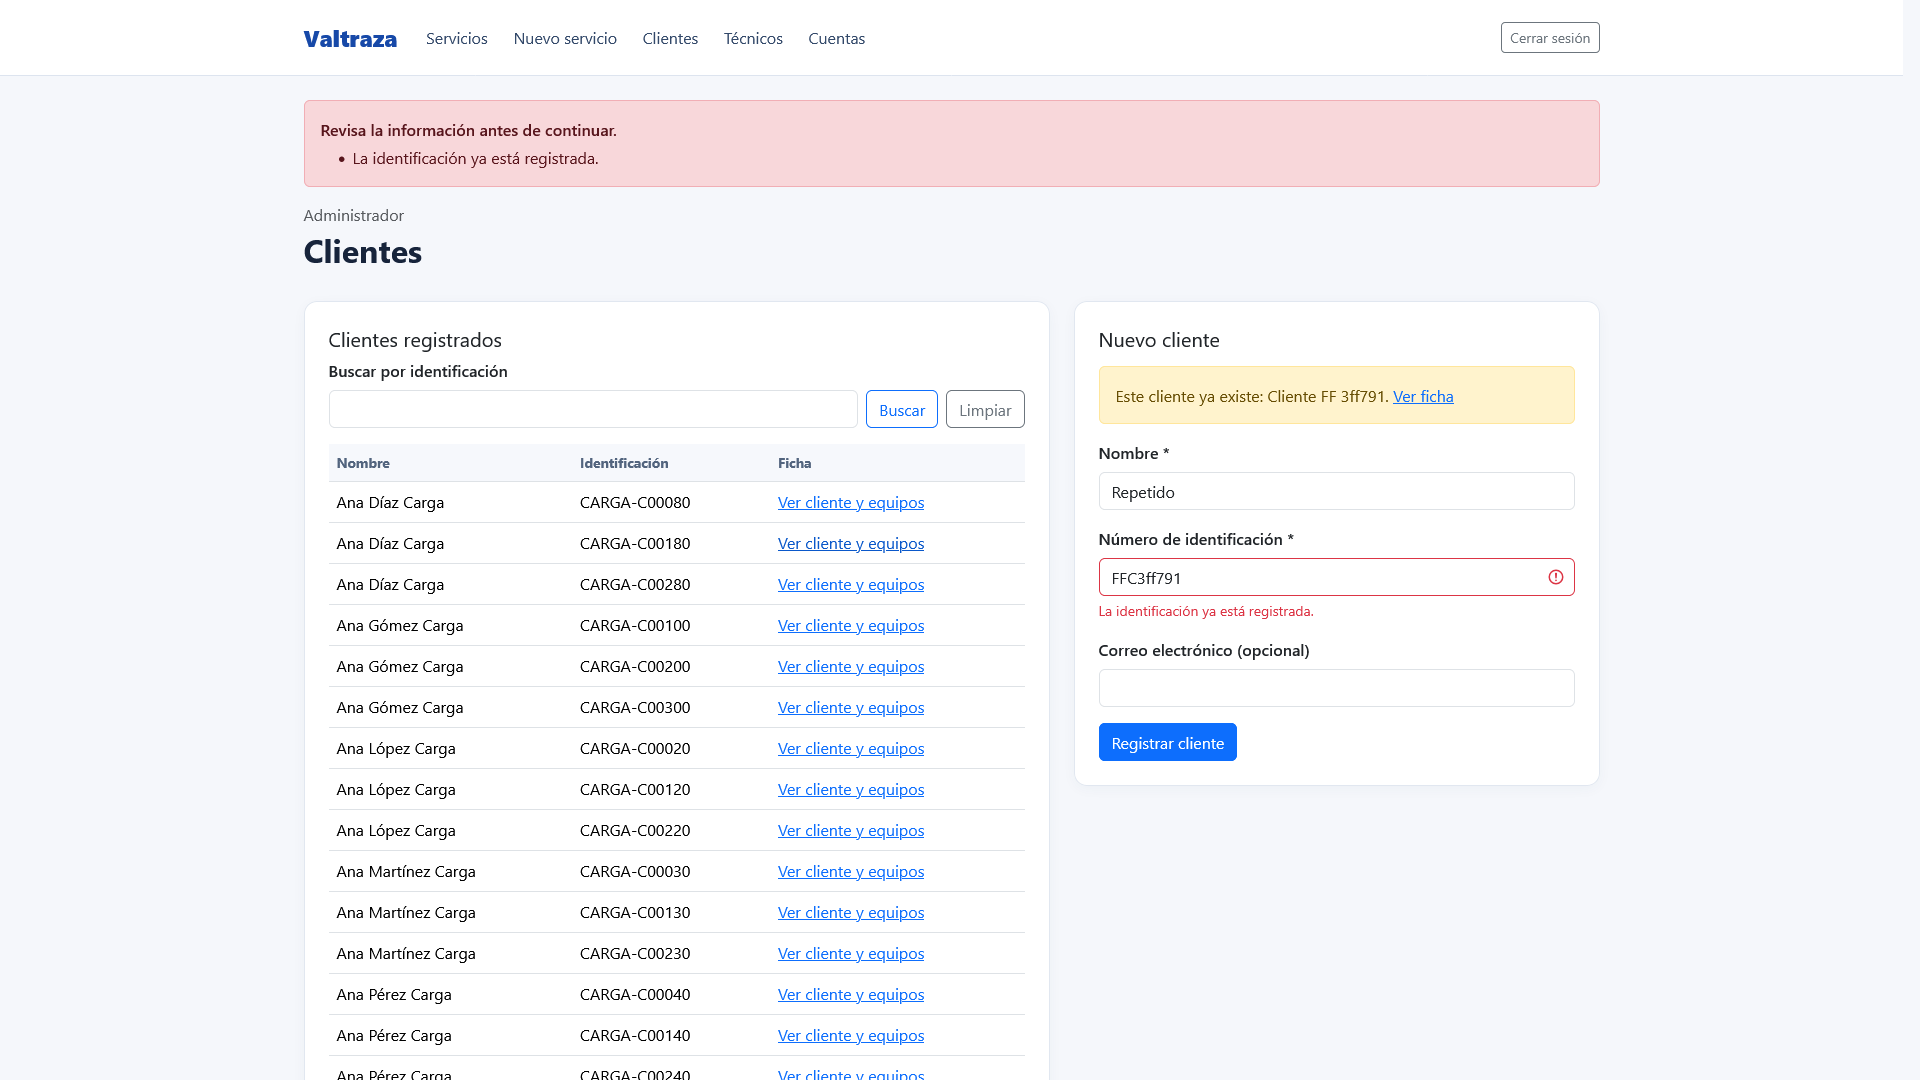 Valtraza Servicios Nuevo servicio Clientes Técnicos Cuentas Cerrar sesión
Revisa la información antes de continuar.
• La identificación ya está registrada.
Administrador
Clientes
Clientes registrados
Buscar por identificación
Buscar Limpiar
Nombre Identificación Ficha
Ana Díaz Carga CARGA-C00080 Ver cliente y equipos
Ana Díaz Carga CARGA-C00180 Ver cliente y equipos
Ana Díaz Carga CARGA-C00280 Ver cliente y equipos
Ana Gómez Carga CARGA-C00100 Ver cliente y equipos
Ana Gómez Carga CARGA-C00200 Ver cliente y equipos
Ana Gómez Carga CARGA-C00300 Ver cliente y equipos
Ana López Carga CARGA-C00020 Ver cliente y equipos
Ana López Carga CARGA-C00120 Ver cliente y equipos
Ana López Carga CARGA-C00220 Ver cliente y equipos
Ana Martínez Carga CARGA-C00030 Ver cliente y equipos
Ana Martínez Carga CARGA-C00130 Ver cliente y equipos
Ana Martínez Carga CARGA-C00230 Ver cliente y equipos
Ana Pérez Carga CARGA-C00040 Ver cliente y equipos
Ana Pérez Carga CARGA-C00140 Ver cliente y equipos
Ana Pérez Carga CARGA-C00240 Ver cliente y equipos
Nuevo cliente
Este cliente ya existe: Cliente FF 3ff791. Ver ficha
Nombre *
Repetido
Número de identificación *
FFC3ff791
La identificación ya está registrada.
Correo electrónico (opcional)
Registrar cliente